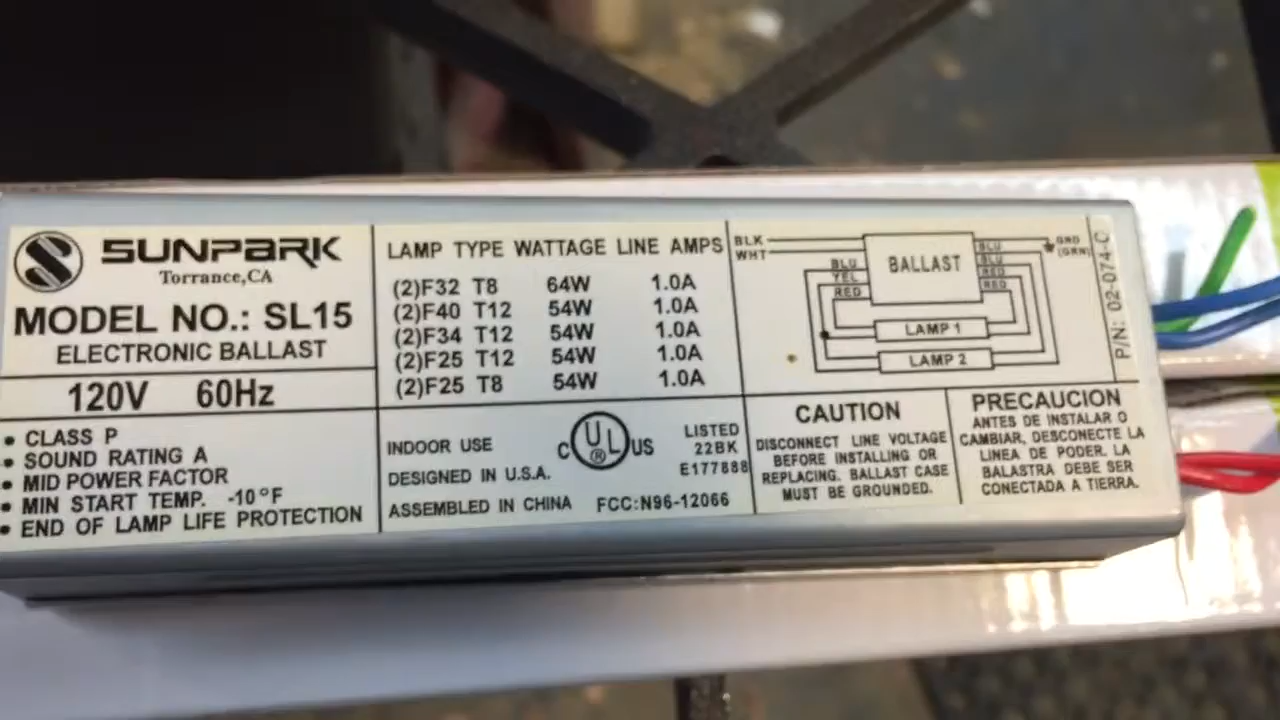 SUNPARK
Torrance,CA
MODEL NO.: SL15
ELECTRONIC BALLAST
120V 60Hz
• CLASS P
• SOUND RATING A
• MID POWER FACTOR
• MIN START TEMP. -10°F
• END OF LAMP LIFE PROTECTION
LAMP TYPE WATTAGE LINE AMPS
(2)F32 T8 64W 1.0A
(2)F40 T12 54W 1.0A
(2)F34 T12 54W 1.0A
(2)F25 T12 54W 1.0A
(2)F25 T8 54W 1.0A
INDOOR USE
DESIGNED IN U.S.A.
ASSEMBLED IN CHINA
C UL® US
LISTED
22BK
E177888
FCC:N96-12066
BLK
WHT
BLU
YEL
RED
BALLAST
BLU
BLU
RED
RED
GND
(GRN)
LAMP 1
LAMP 2
P/N: 02-074-C
CAUTION
DISCONNECT LINE VOLTAGE
BEFORE INSTALLING OR
REPLACING. BALLAST CASE
MUST BE GROUNDED.
PRECAUCION
ANTES DE INSTALAR O
CAMBIAR, DESCONECTE LA
LINEA DE PODER. LA
BALASTRA DEBE SER
CONECTADA A TIERRA.